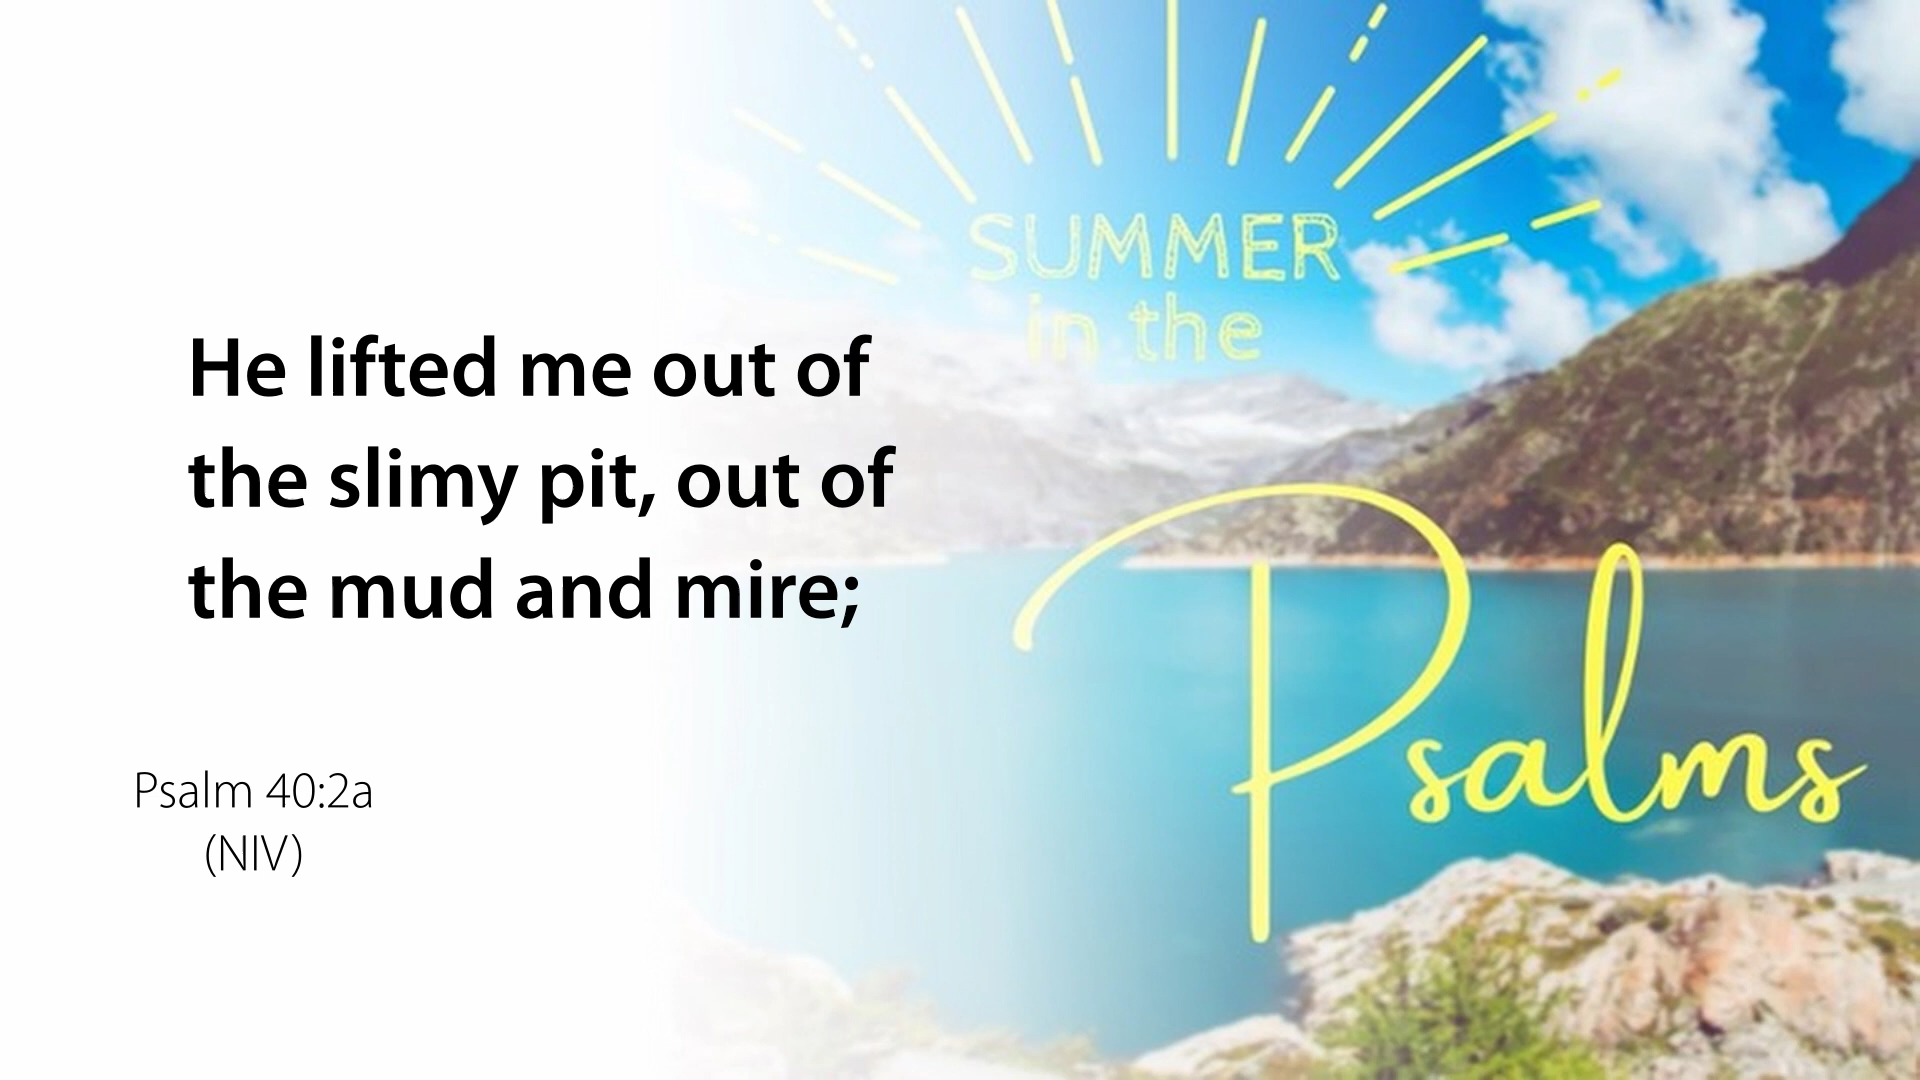 He lifted me out of
the slimy pit, out of
the mud and mire;
Psalm 40:2a
(NIV)
SUMMER
in the
Psalms